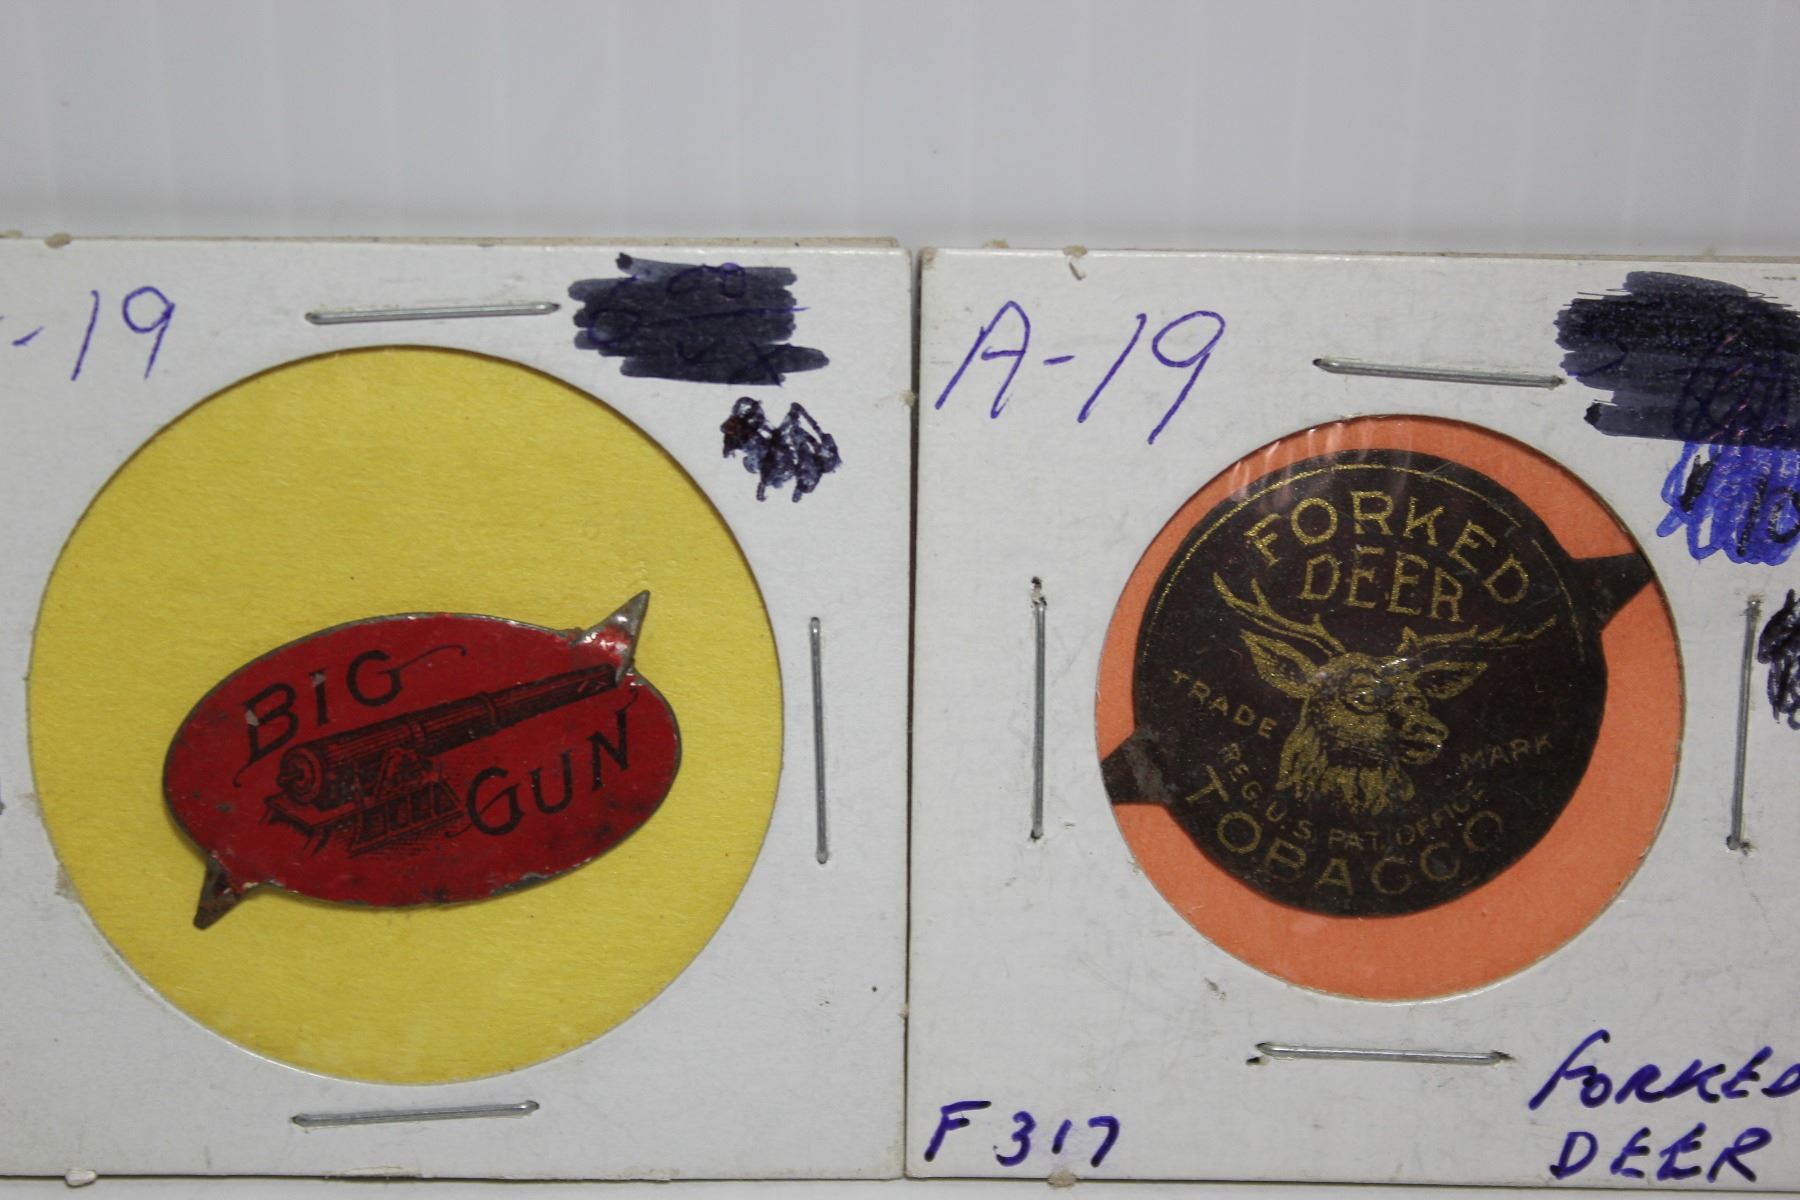 -19
BIG
GUN
A-19
FORKED
DEER
TRADE MARK
REG. U.S. PAT. OFFICE
TOBACCO
F317
FORKED
DEER